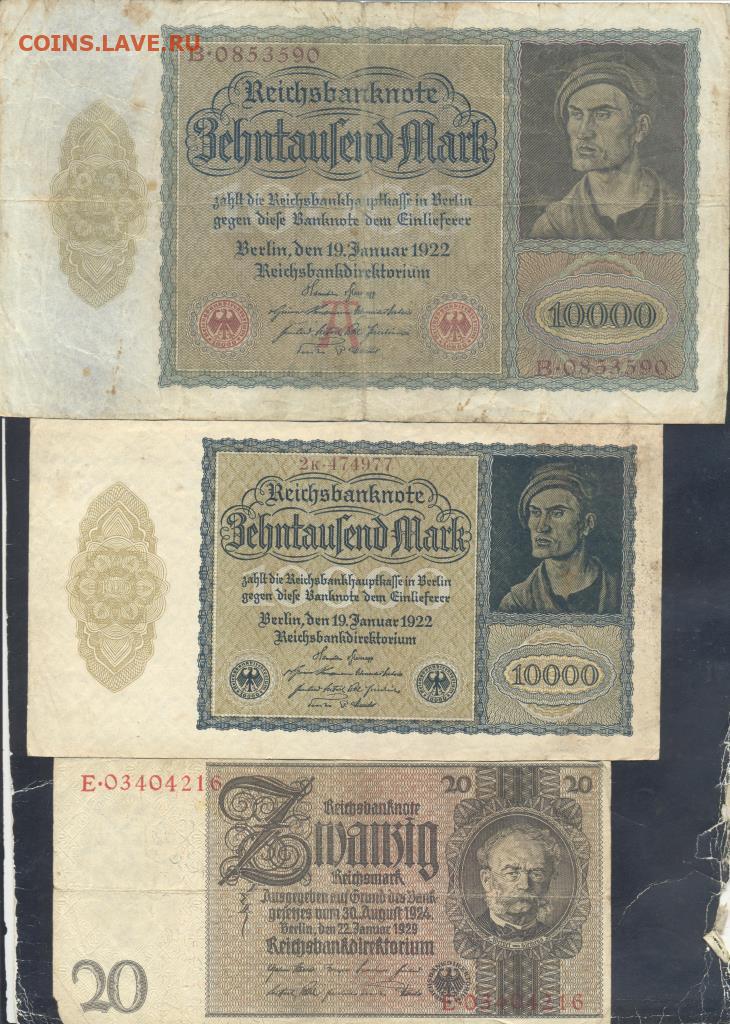 COINS.LAVE.RU
B·0853590
Reichsbanknote
Zehntausend Mark
zahlt die Reichsbankhauptkasse in Berlin
gegen diese Banknote dem Einlieferer
Berlin, den 19. Januar 1922
Reichsbankdirektorium
10000
B·0853590
2K·474977
Reichsbanknote
Zehntausend Mark
zahlt die Reichsbankhauptkasse in Berlin
gegen diese Banknote dem Einlieferer
Berlin, den 19. Januar 1922
Reichsbankdirektorium
10000
E·03404216
20 20
Reichsbanknote
Zwanzig
Reichsmark
Ausgegeben auf Grund des Bank-
gesetzes vom 30. August 1924
Berlin, den 22. Januar 1929
Reichsbankdirektorium
20
E·03404216